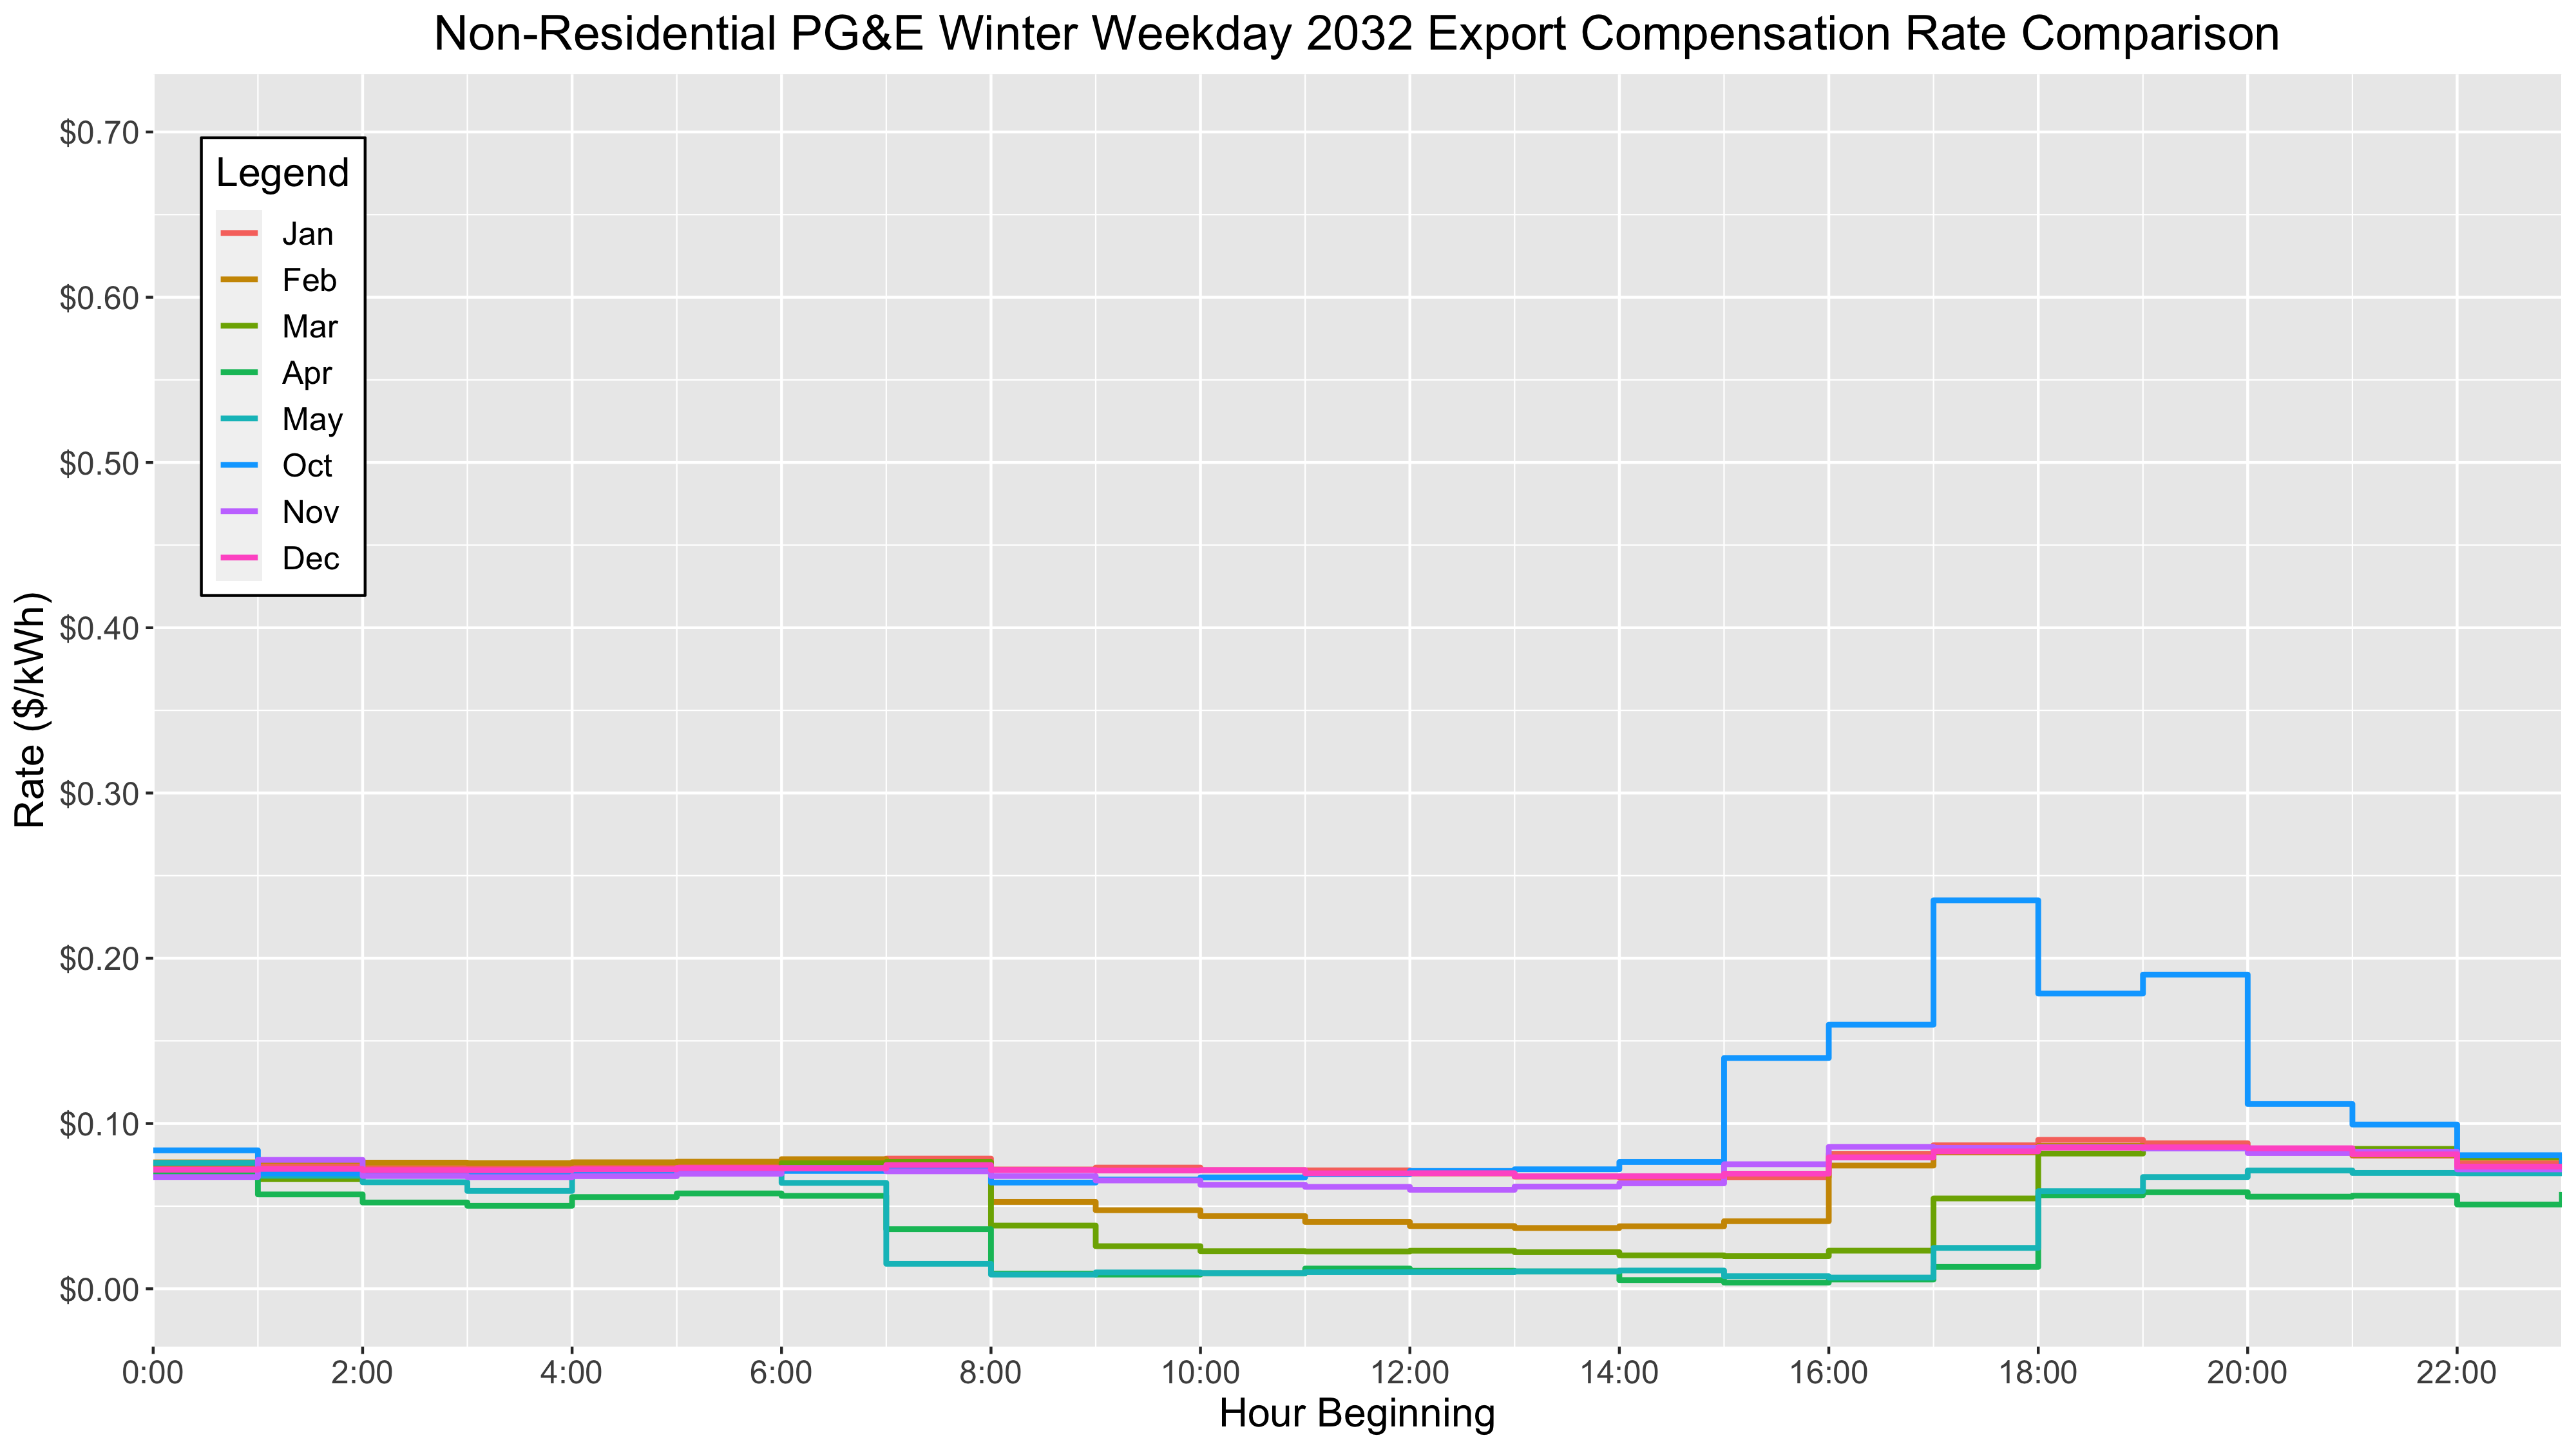 Non-Residential PG&E Winter Weekday 2032 Export Compensation Rate Comparison
$0.70
$0.60
$0.50
$0.40
$0.30
$0.20
$0.10
$0.00
Rate ($/kWh)
Legend
Jan
Feb
Mar
Apr
May
Oct
Nov
Dec
0:00 2:00 4:00 6:00 8:00 10:00 12:00 14:00 16:00 18:00 20:00 22:00
Hour Beginning